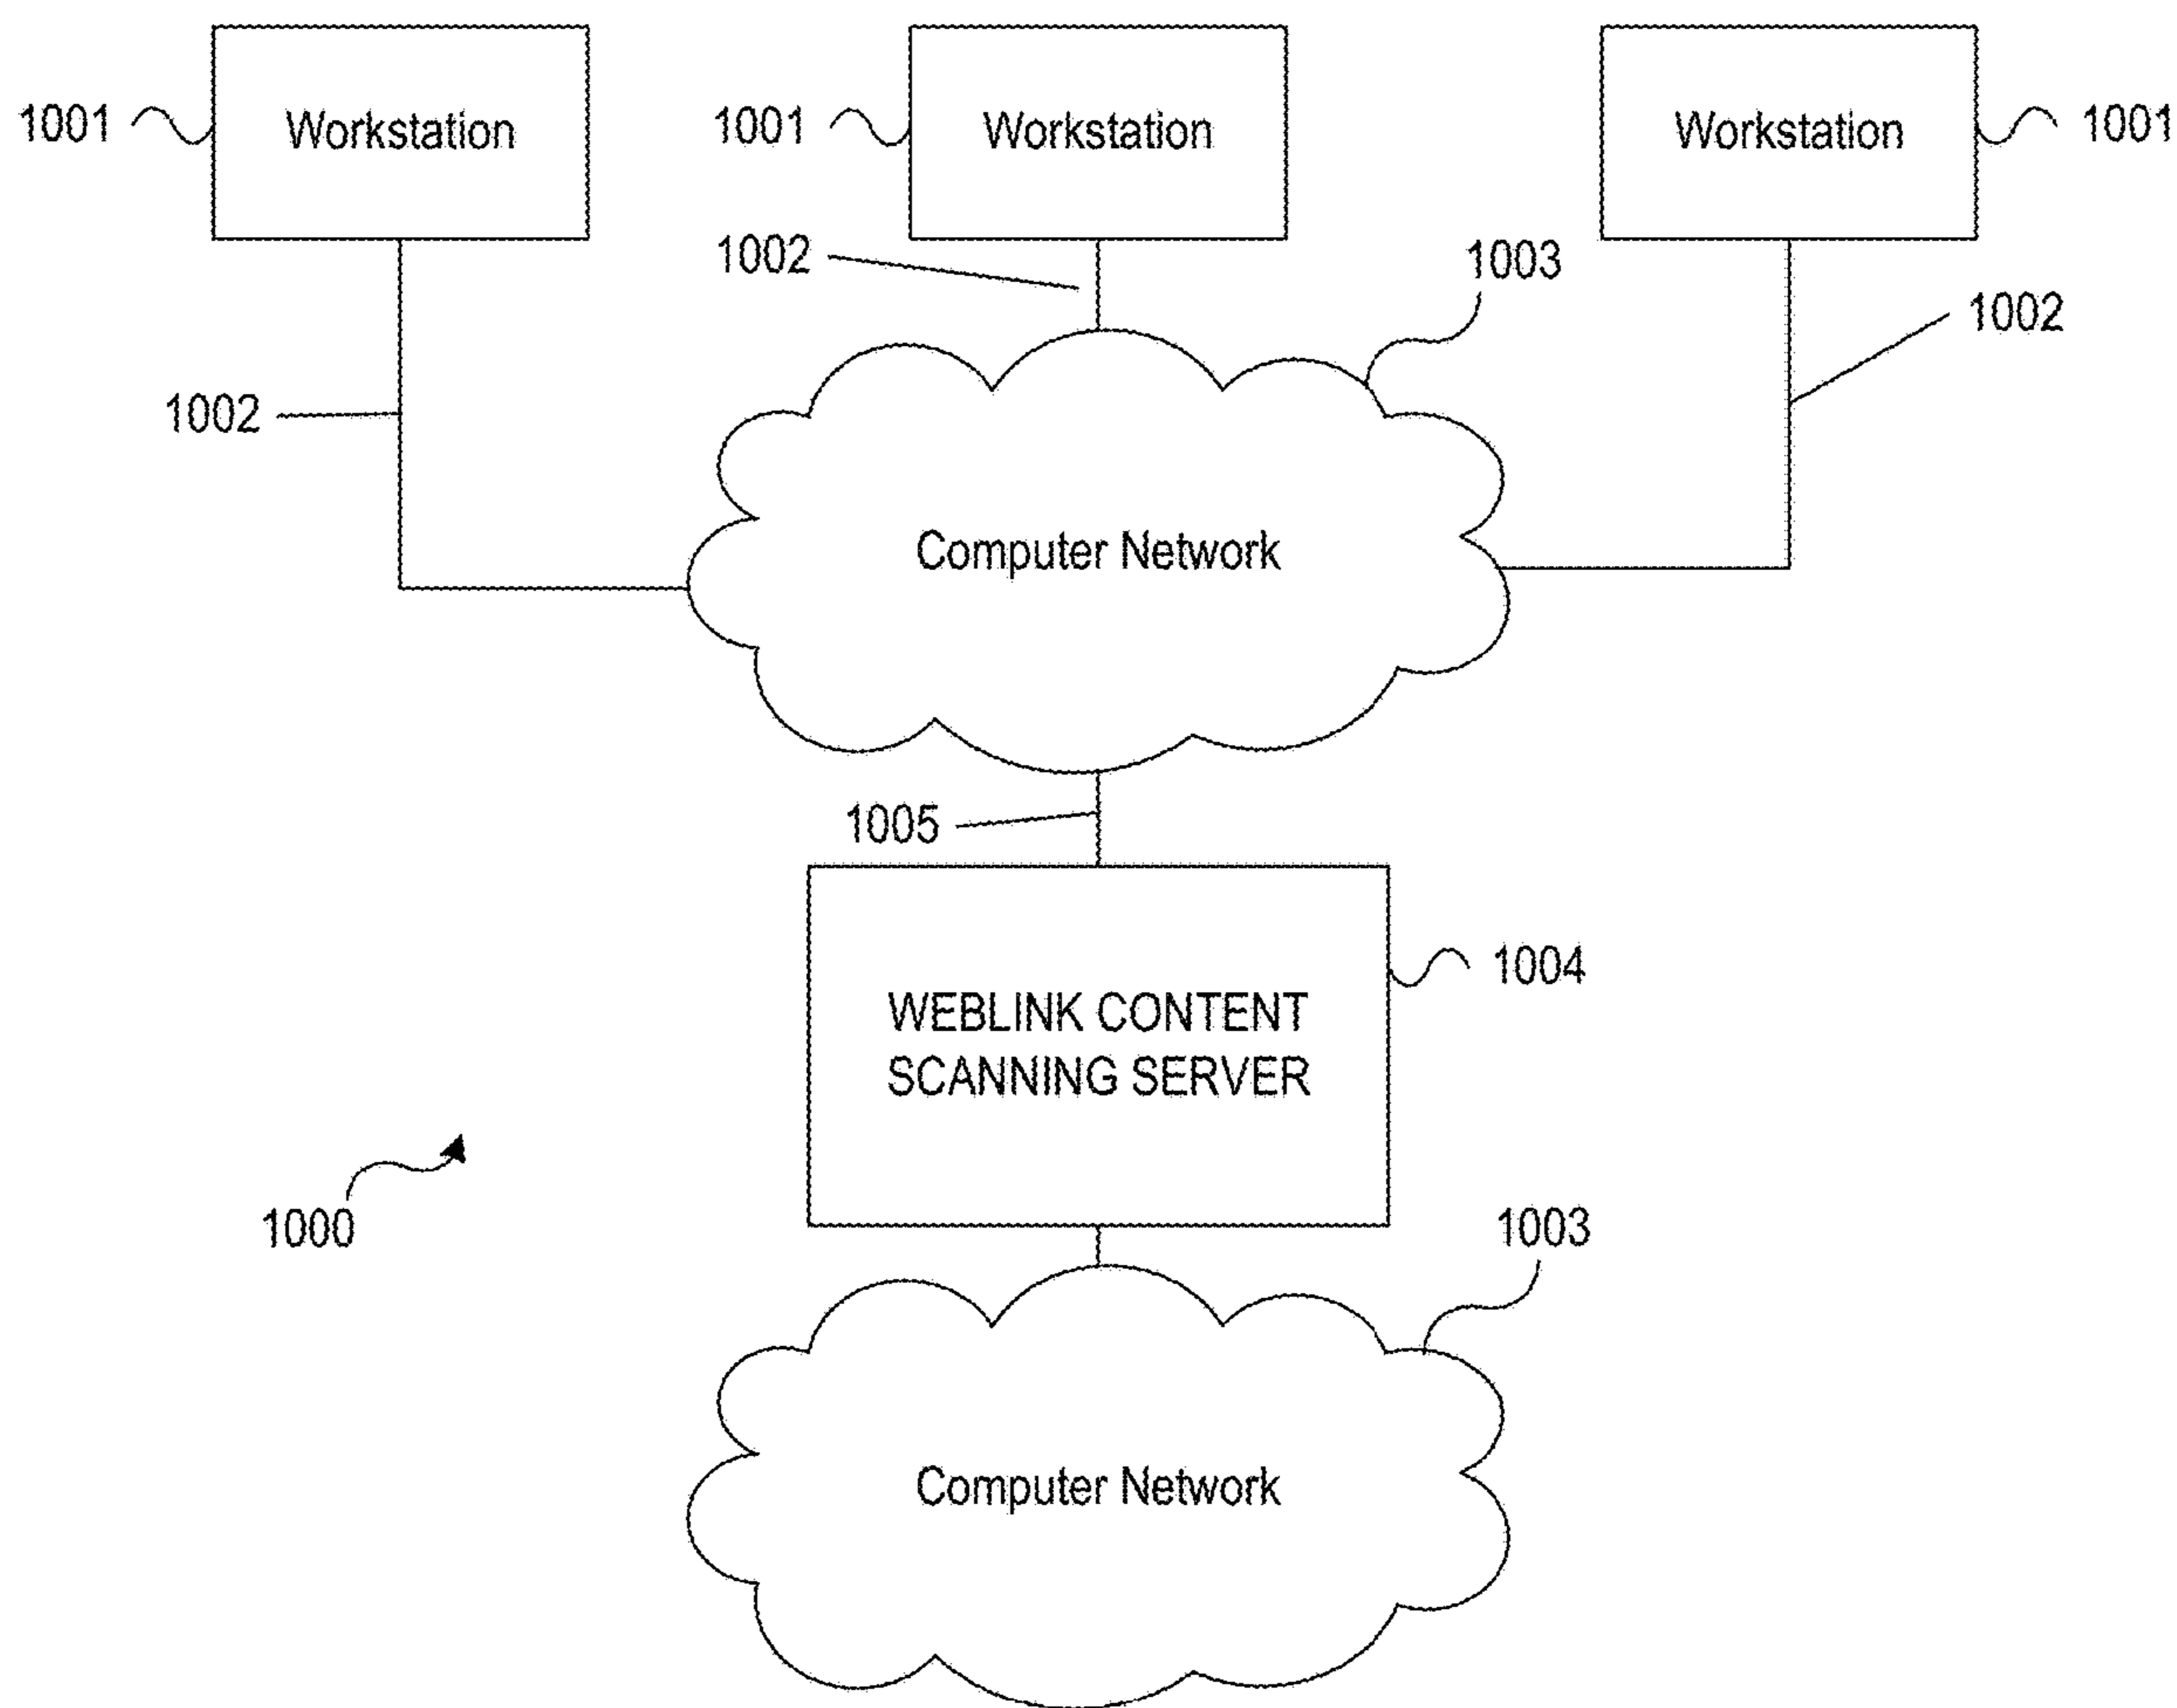 1001
Workstation
1001
Workstation
Workstation
1001
1002
1003
1002
1002
Computer Network
1005
WEBLINK CONTENT
SCANNING SERVER
1004
1000
1003
Computer Network